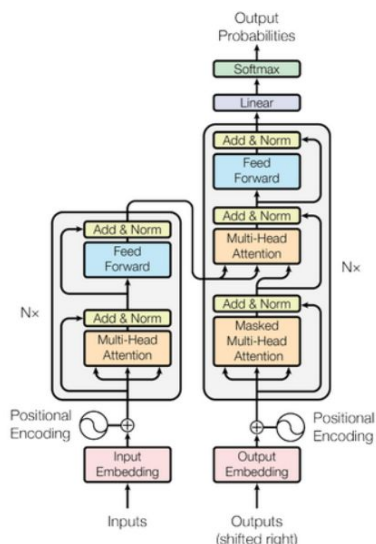 Output
Probabilities
Softmax
Linear
Add & Norm
Feed
Forward
Add & Norm
Multi-Head
Attention
Add & Norm
Masked
Multi-Head
Attention
Nx
Add & Norm
Feed
Forward
Add & Norm
Multi-Head
Attention
Nx
Positional
Encoding
Positional
Encoding
Input
Embedding
Output
Embedding
Inputs
Outputs
(shifted right)